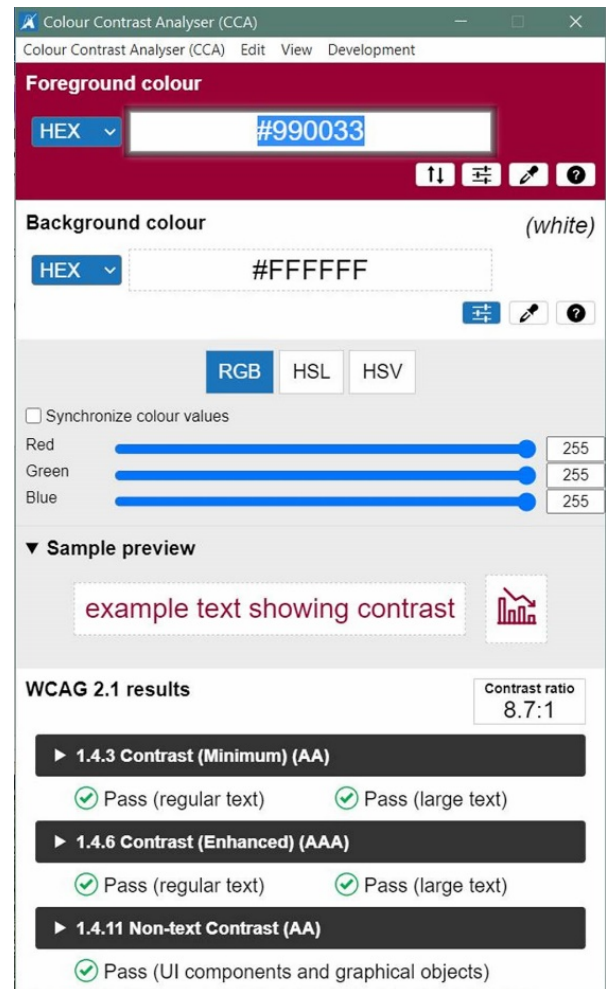 Colour Contrast Analyser (CCA)
Colour Contrast Analyser (CCA) Edit View Development
Foreground colour
HEX #990033
Background colour (white)
HEX #FFFFFF
RGB HSL HSV
Synchronize colour values
Red 255
Green 255
Blue 255
▼ Sample preview
example text showing contrast
WCAG 2.1 results
Contrast ratio
8.7:1
▶ 1.4.3 Contrast (Minimum) (AA)
Pass (regular text) Pass (large text)
▶ 1.4.6 Contrast (Enhanced) (AAA)
Pass (regular text) Pass (large text)
▶ 1.4.11 Non-text Contrast (AA)
Pass (UI components and graphical objects)